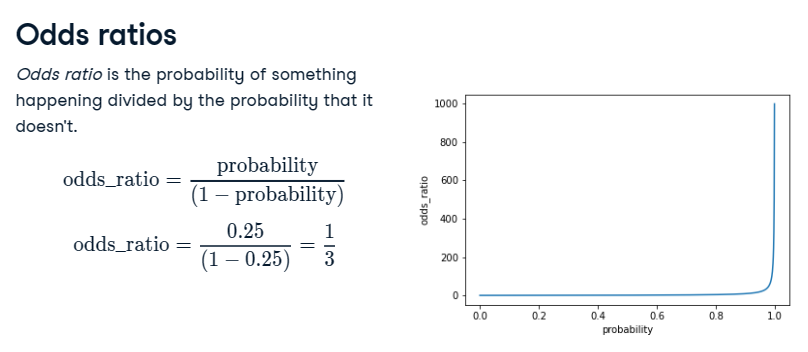 Odds ratios
Odds ratio is the probability of something
happening divided by the probability that it
doesn't.
odds_ratio = probability / (1 − probability)
odds_ratio = 0.25 / (1 − 0.25) = 1 / 3
1000
800
600
400
200
0
odds_ratio
0.0 0.2 0.4 0.6 0.8 1.0
probability